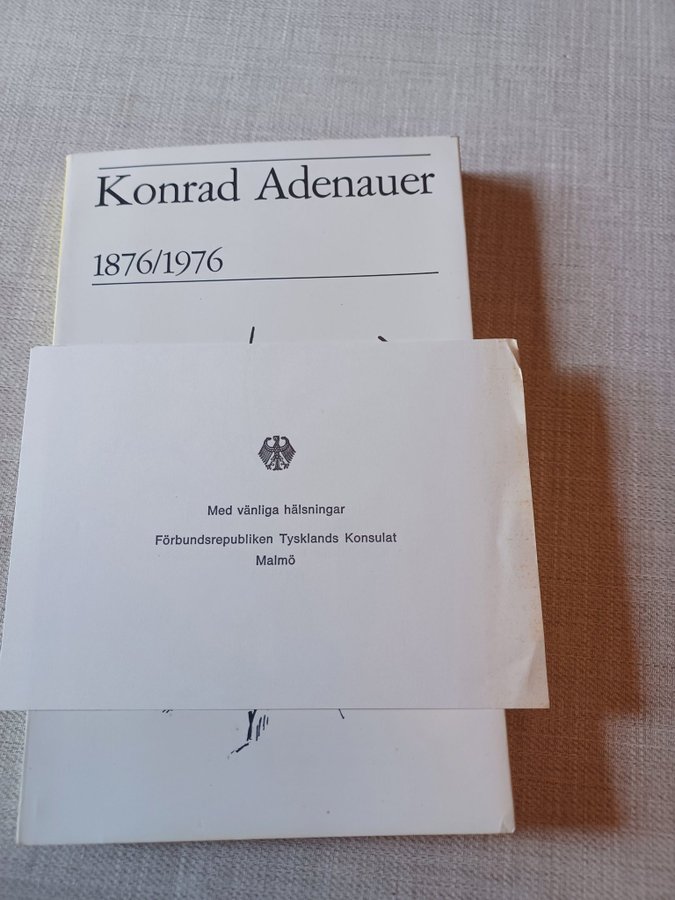 Konrad Adenauer
1876/1976
Med vänliga hälsningar
Förbundsrepubliken Tysklands Konsulat
Malmö